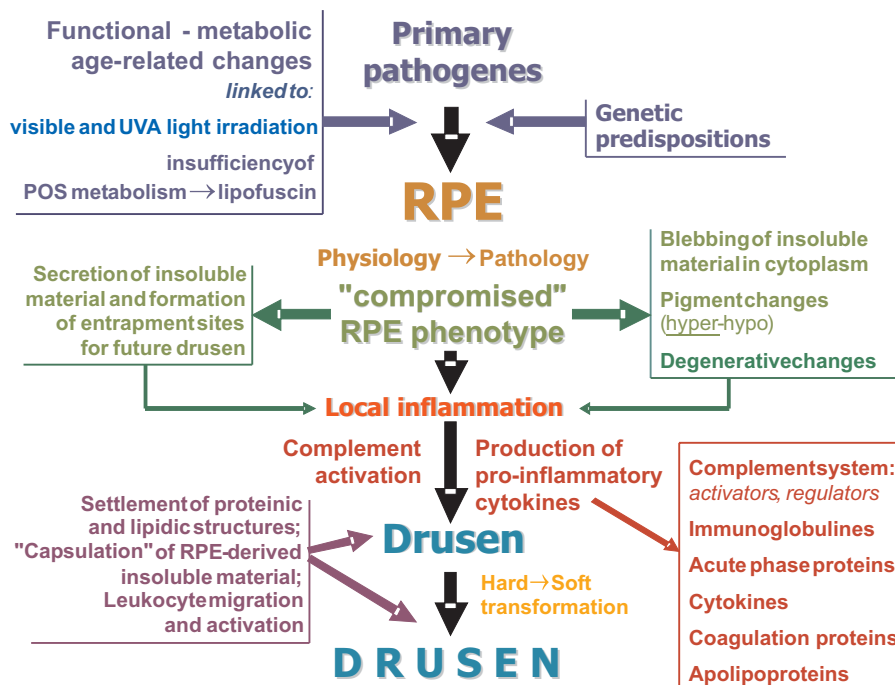 Functional - metabolic
age-related changes
linked to:
visible and UVA light irradiation
insufficiencyof
POS metabolism → lipofuscin
Primary
pathogenes
Genetic
predispositions
RPE
Physiology → Pathology
"compromised"
RPE phenotype
Secretion of insoluble
material and formation
of entrapment sites
for future drusen
Blebbing of insoluble
material in cytoplasm
Pigment changes
(hyper-hypo)
Degenerative changes
Local inflammation
Complement
activation
Production of
pro-inflammatory
cytokines
Complement system:
activators, regulators
Immunoglobulines
Acute phase proteins
Cytokines
Coagulation proteins
Apolipoproteins
Settlement of proteinic
and lipidic structures;
"Capsulation" of RPE-derived
insoluble material;
Leukocyte migration
and activation
Drusen
Hard→Soft
transformation
DRUSEN